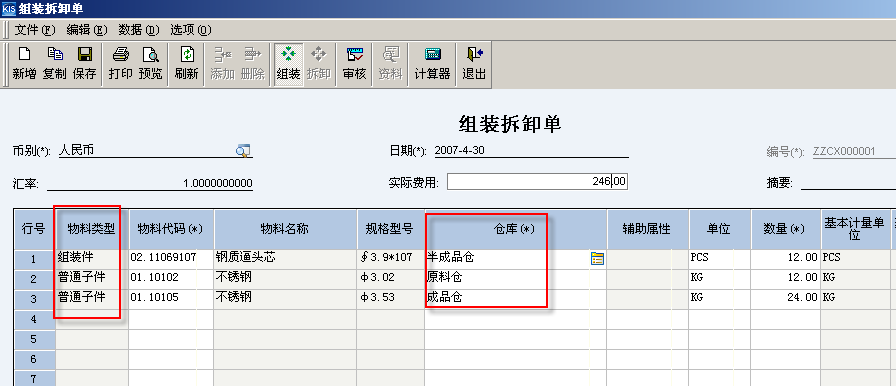 KIS 组装拆卸单
文件(F) 编辑(E) 数据(D) 选项(O)
新增 复制 保存 打印 预览 刷新 添加 删除 组装 拆卸 审核 资料 计算器 退出
组装拆卸单
币别(*): 人民币 日期(*): 2007-4-30 编号(*): ZZCX000001
汇率: 1.0000000000 实际费用: 246.00 摘要:
行号 物料类型 物料代码(*) 物料名称 规格型号 仓库(*) 辅助属性 单位 数量(*) 基本计量单位
1 组装件 02.11069107 钢质逼头芯 ∮3.9*107 半成品仓 PCS 12.00 PCS
2 普通子件 01.10102 不锈钢 φ3.02 原料仓 KG 12.00 KG
3 普通子件 01.10105 不锈钢 φ3.53 成品仓 KG 24.00 KG
4
5
6
7